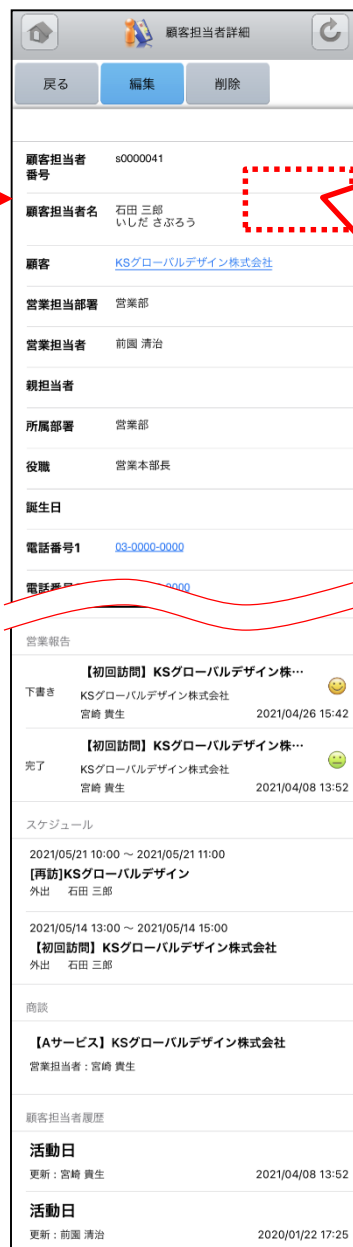 顧客担当者詳細
戻る 編集 削除
顧客担当者
番号 s0000041
顧客担当者名 石田 三郎
いしだ さぶろう
顧客 KSグローバルデザイン株式会社
営業担当部署 営業部
営業担当者 前園 清治
親担当者
所属部署 営業部
役職 営業本部長
誕生日
電話番号1 03-0000-0000
営業報告
【初回訪問】KSグローバルデザイン株…
下書き KSグローバルデザイン株式会社
宮崎 貴生 2021/04/26 15:42
【初回訪問】KSグローバルデザイン株…
完了 KSグローバルデザイン株式会社
宮崎 貴生 2021/04/08 13:52
スケジュール
2021/05/21 10:00 ～ 2021/05/21 11:00
[再訪]KSグローバルデザイン
外出 石田 三郎
2021/05/14 13:00 ～ 2021/05/14 15:00
【初回訪問】KSグローバルデザイン株式会社
外出 石田 三郎
商談
【Aサービス】KSグローバルデザイン株式会社
営業担当者：宮崎 貴生
顧客担当者履歴
活動日
更新：宮崎 貴生 2021/04/08 13:52
活動日
更新：前園 清治 2020/01/22 17:25